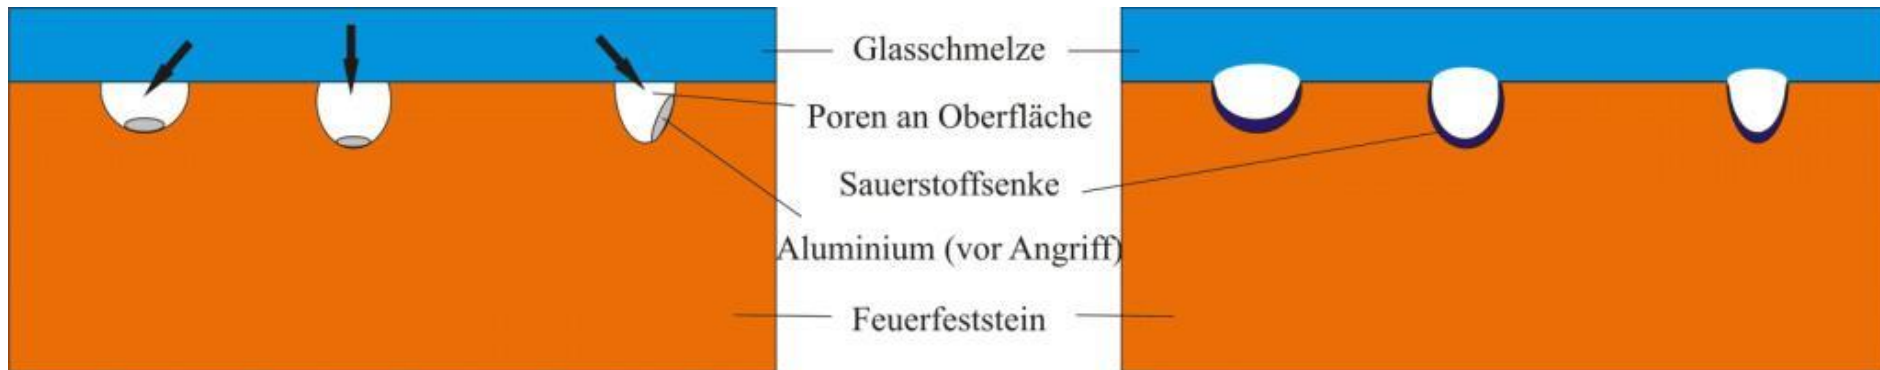 Glasschmelze
Poren an Oberfläche
Sauerstoffsenke
Aluminium (vor Angriff)
Feuerfeststein